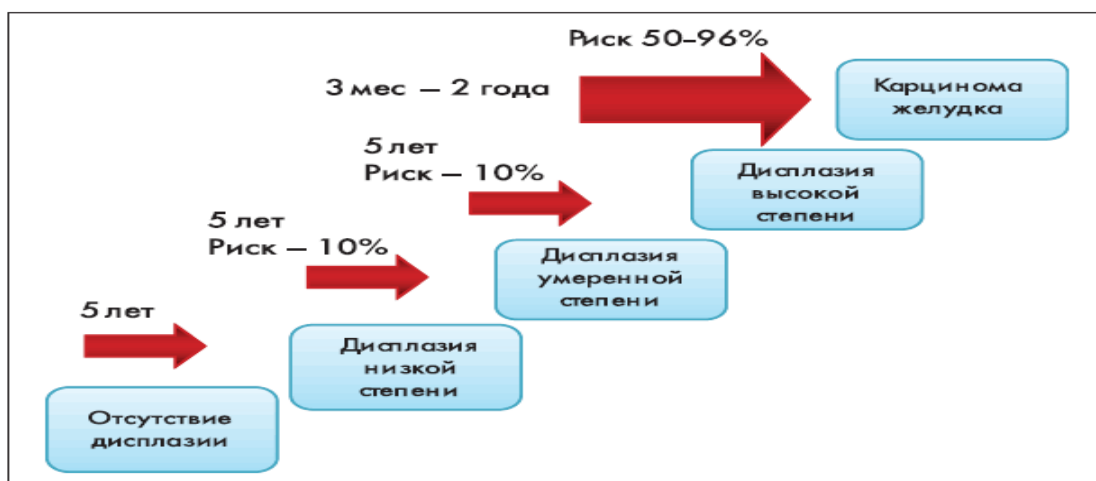 Риск 50–96%
3 мес – 2 года
Карцинома
желудка
5 лет
Риск – 10%
Дисплазия
высокой
степени
5 лет
Риск – 10%
Дисплазия
умеренной
степени
5 лет
Дисплазия
низкой
степени
Отсутствие
дисплазии